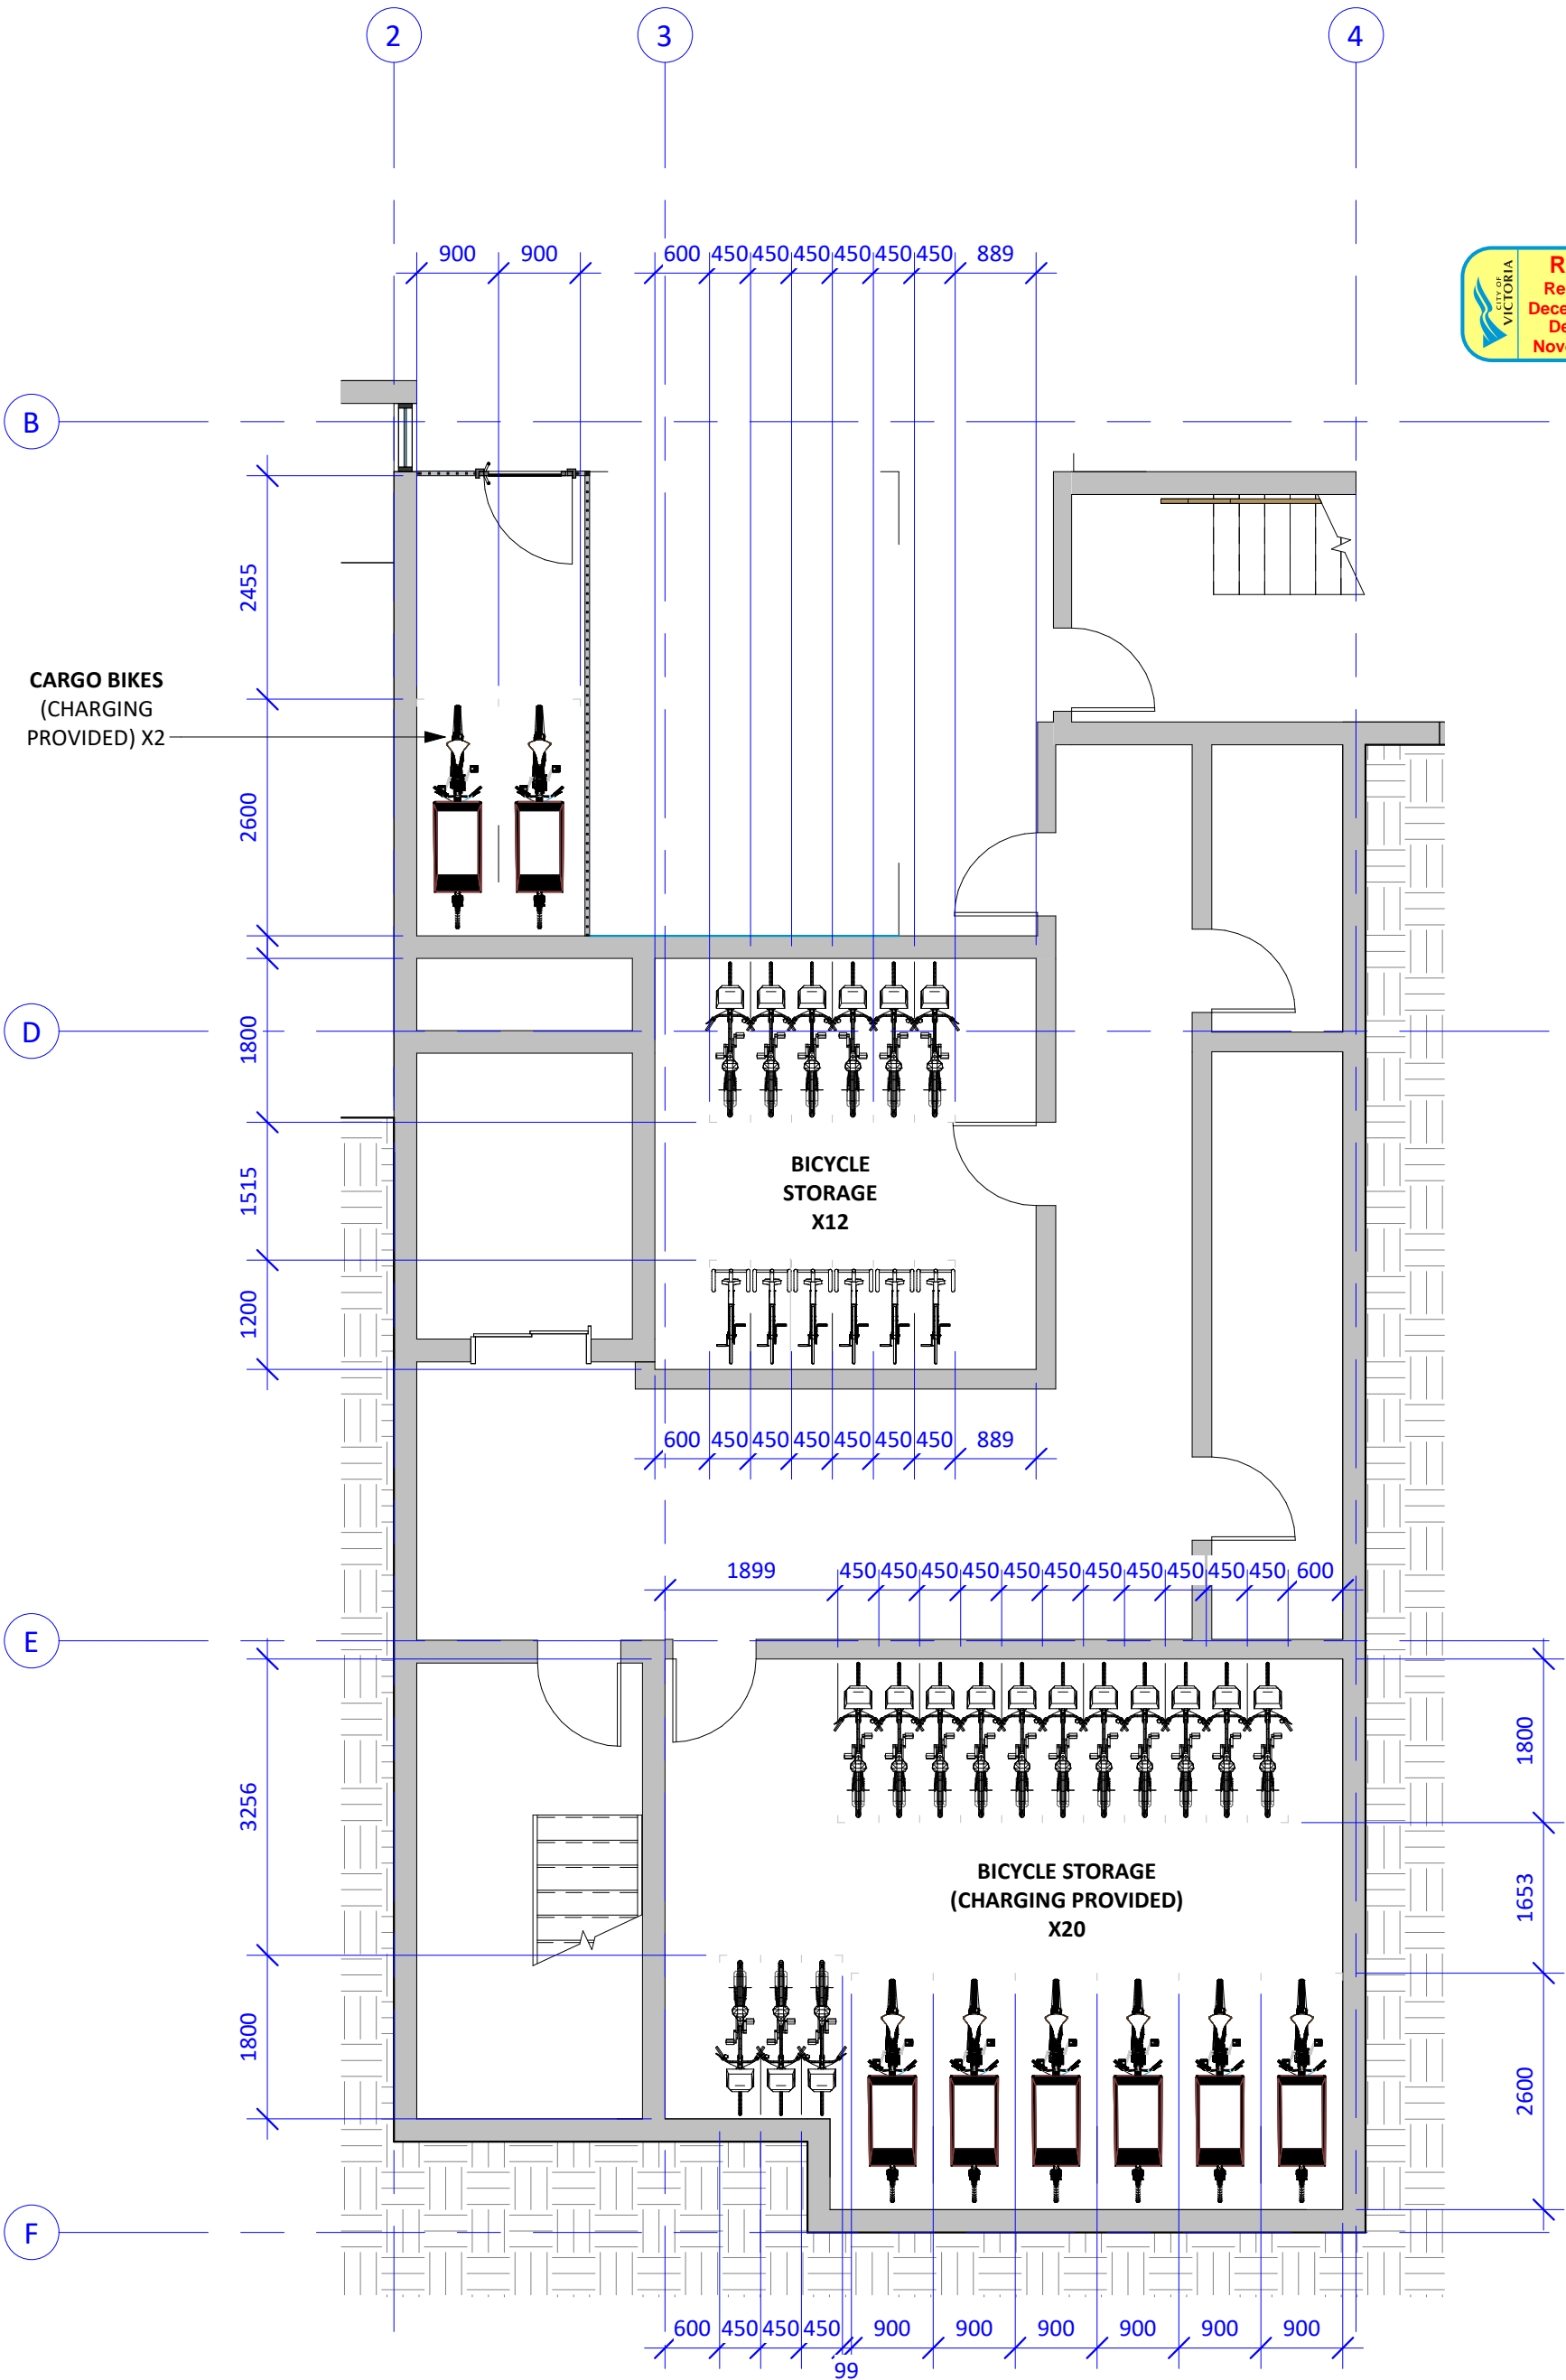 2
3
4
900 900
600 450 450 450 450 450 450 889
CITY OF
VICTORIA
B
2455
CARGO BIKES
(CHARGING
PROVIDED) X2
2600
D
1800
BICYCLE
STORAGE
X12
1515
1200
600 450 450 450 450 450 450 889
1899 450 450 450 450 450 450 450 450 450 450 450 600
E
3256
1800
BICYCLE STORAGE
(CHARGING PROVIDED)
X20
1653
1800
2600
F
600 450 450 450 900 900 900 900 900 900
99